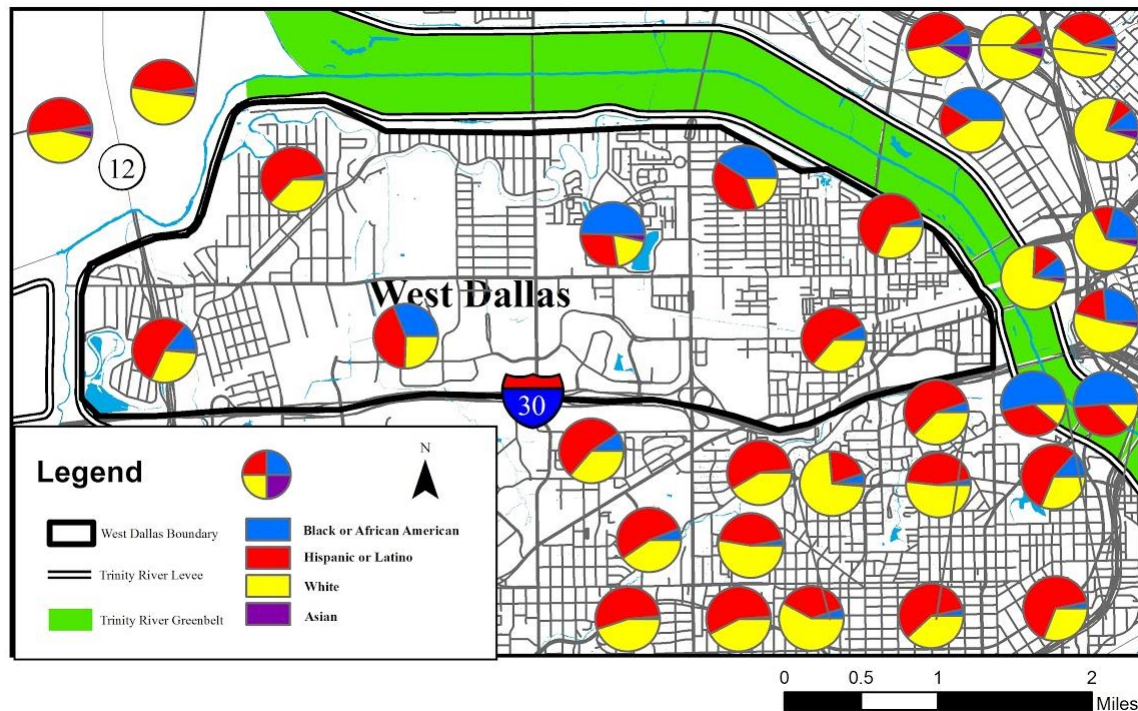 12
West Dallas
30
Legend
N
West Dallas Boundary
Trinity River Levee
Trinity River Greenbelt
Black or African American
Hispanic or Latino
White
Asian
0 0.5 1 2
Miles